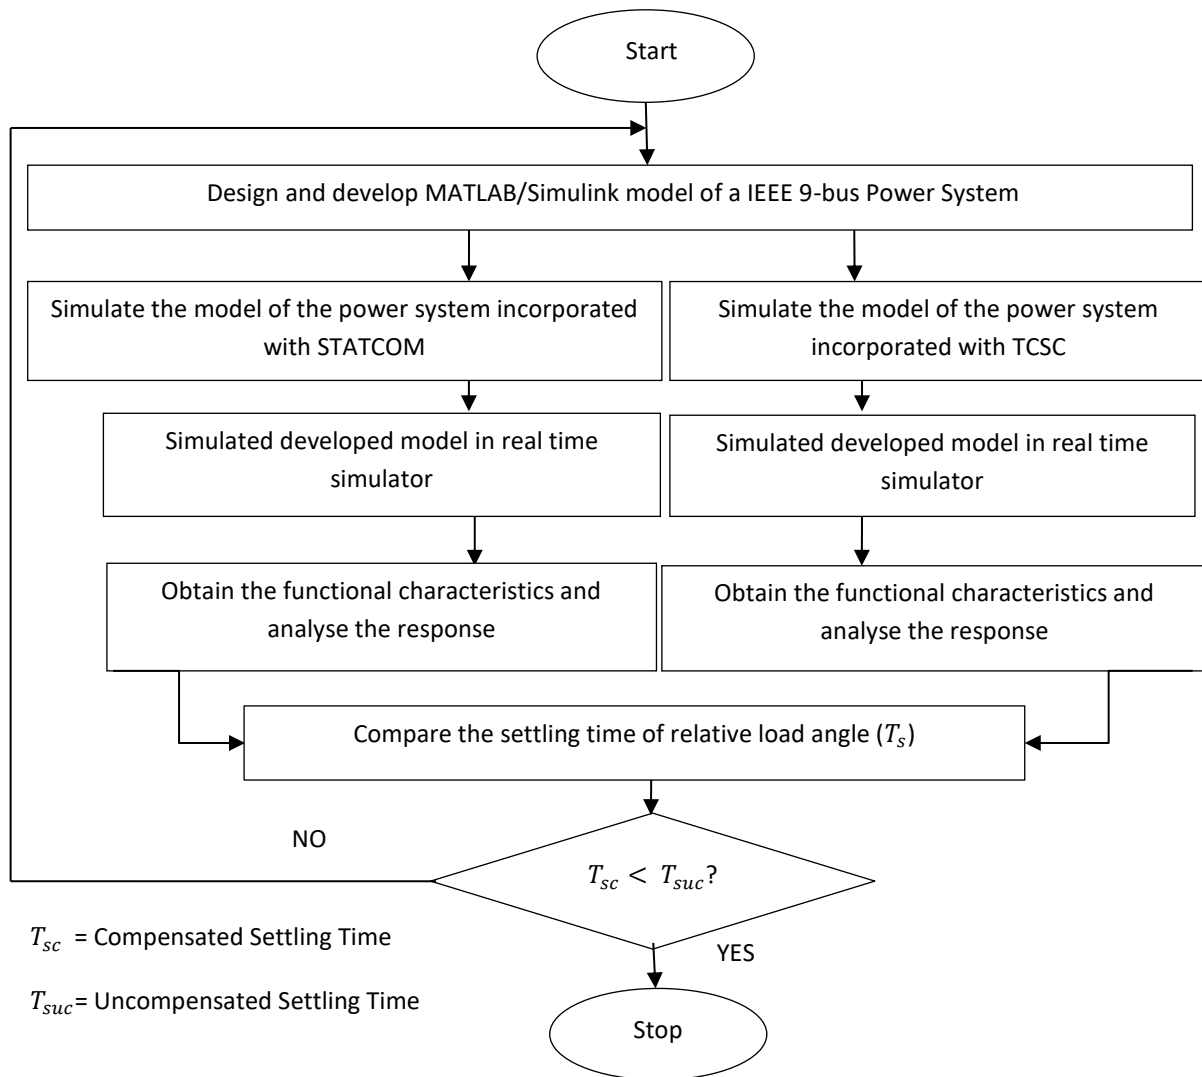 Start
Design and develop MATLAB/Simulink model of a IEEE 9-bus Power System
Simulate the model of the power system incorporated
with STATCOM
Simulate the model of the power system
incorporated with TCSC
Simulated developed model in real time
simulator
Simulated developed model in real time
simulator
Obtain the functional characteristics and
analyse the response
Obtain the functional characteristics and
analyse the response
Compare the settling time of relative load angle (T_s)
NO
T_sc < T_suc?
T_sc = Compensated Settling Time
YES
T_suc= Uncompensated Settling Time
Stop